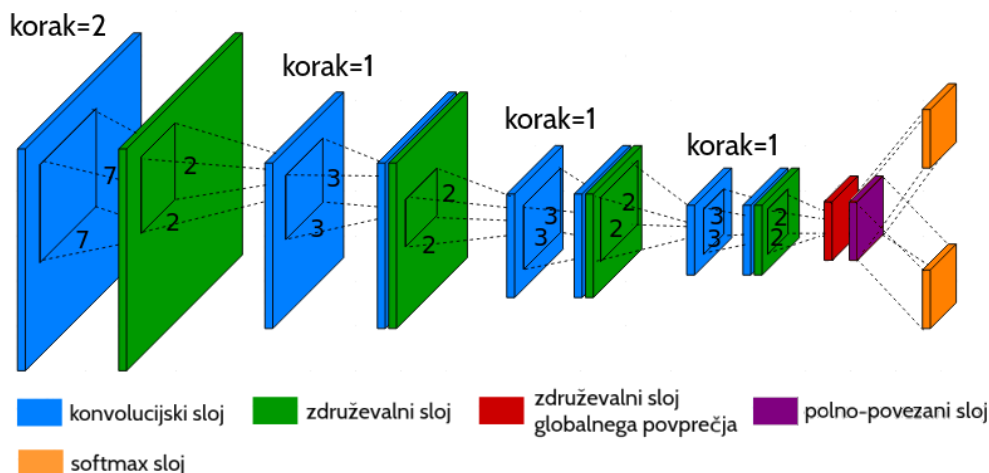 korak=2
korak=1
korak=1
korak=1
7
7
2
2
3
3
2
2
3
3
2
2
3
3
2
2
konvolucijski sloj
združevalni sloj
združevalni sloj
globalnega povprečja
polno-povezani sloj
softmax sloj